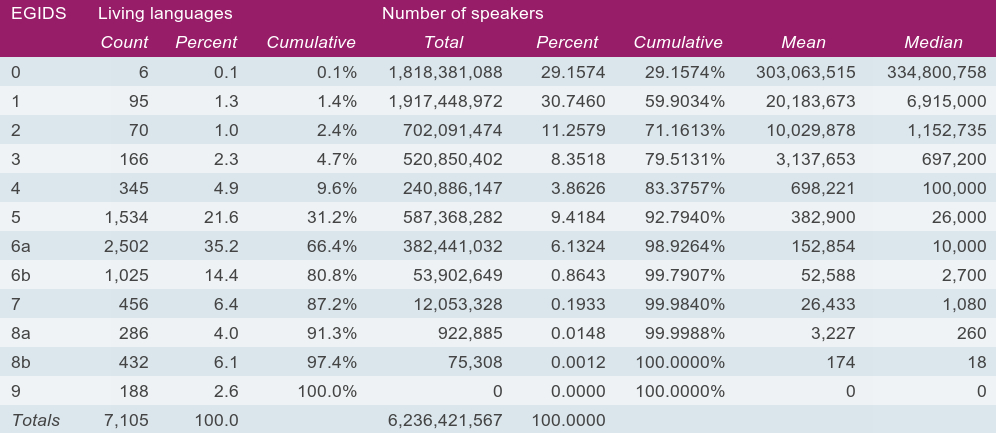 EGIDS Living languages Number of speakers
Count Percent Cumulative Total Percent Cumulative Mean Median
0 6 0.1 0.1% 1,818,381,088 29.1574 29.1574% 303,063,515 334,800,758
1 95 1.3 1.4% 1,917,448,972 30.7460 59.9034% 20,183,673 6,915,000
2 70 1.0 2.4% 702,091,474 11.2579 71.1613% 10,029,878 1,152,735
3 166 2.3 4.7% 520,850,402 8.3518 79.5131% 3,137,653 697,200
4 345 4.9 9.6% 240,886,147 3.8626 83.3757% 698,221 100,000
5 1,534 21.6 31.2% 587,368,282 9.4184 92.7940% 382,900 26,000
6a 2,502 35.2 66.4% 382,441,032 6.1324 98.9264% 152,854 10,000
6b 1,025 14.4 80.8% 53,902,649 0.8643 99.7907% 52,588 2,700
7 456 6.4 87.2% 12,053,328 0.1933 99.9840% 26,433 1,080
8a 286 4.0 91.3% 922,885 0.0148 99.9988% 3,227 260
8b 432 6.1 97.4% 75,308 0.0012 100.0000% 174 18
9 188 2.6 100.0% 0 0.0000 100.0000% 0 0
Totals 7,105 100.0 6,236,421,567 100.0000